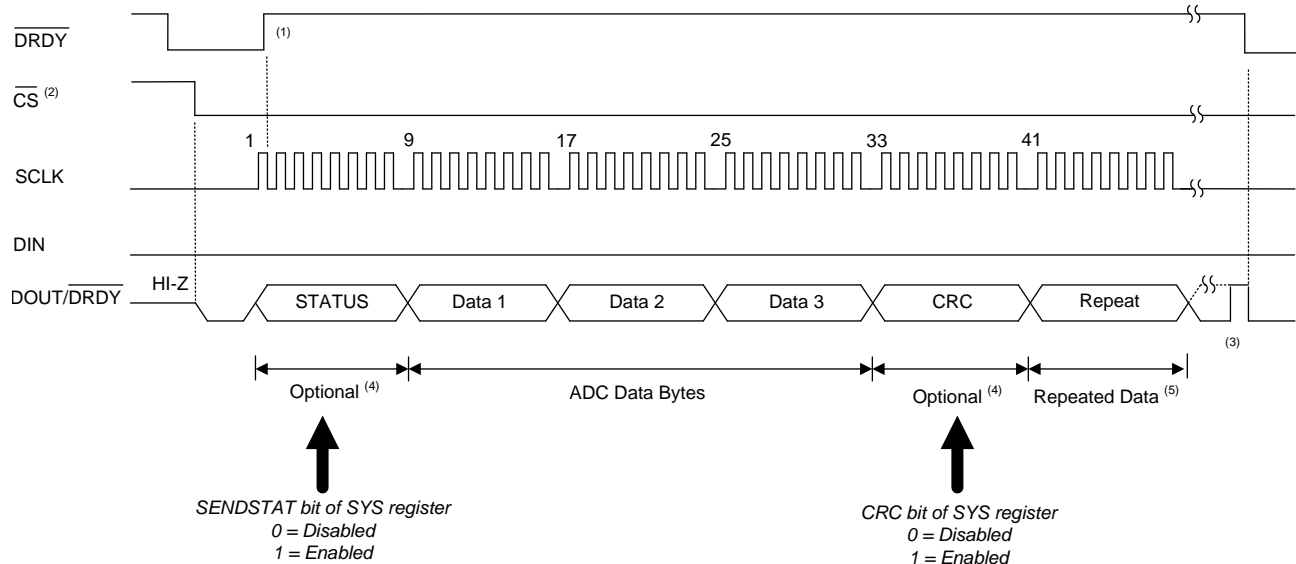 DRDY
(1)
CS (2)
1 9 17 25 33 41
SCLK
DIN
HI-Z
DOUT/DRDY
STATUS Data 1 Data 2 Data 3 CRC Repeat
(3)
Optional (4) ADC Data Bytes Optional (4) Repeated Data (5)
SENDSTAT bit of SYS register
0 = Disabled
1 = Enabled
CRC bit of SYS register
0 = Disabled
1 = Enabled